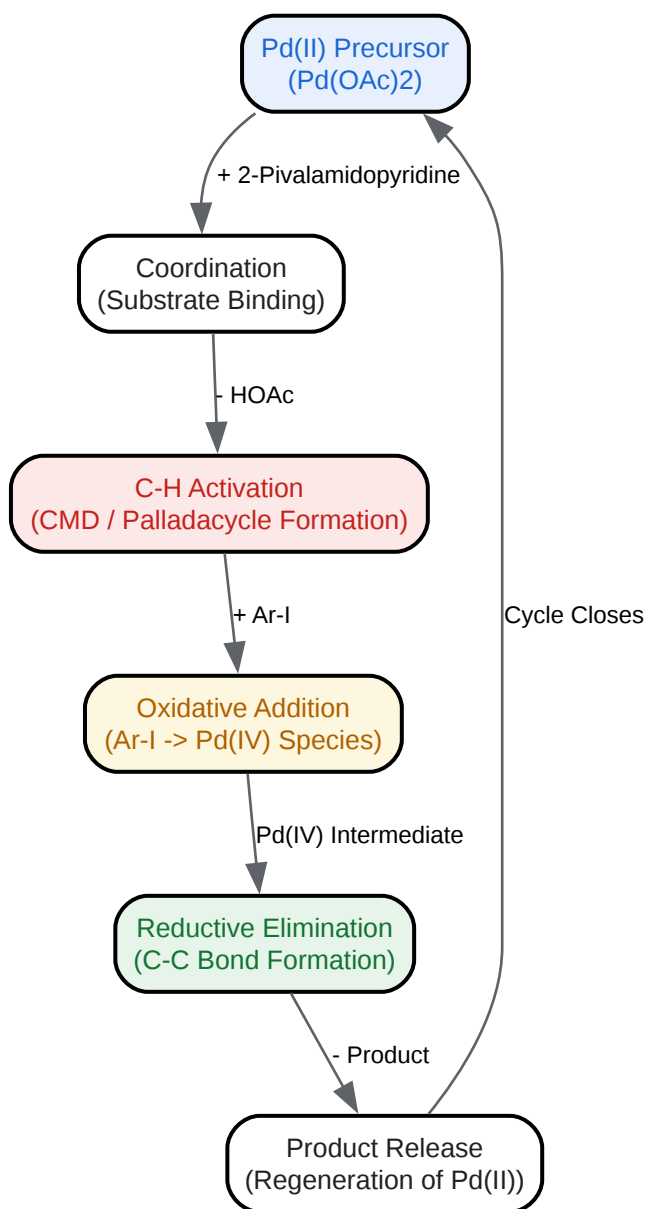 Pd(II) Precursor
(Pd(OAc)2)
+ 2-Pivalamidopyridine
Coordination
(Substrate Binding)
- HOAc
C-H Activation
(CMD / Palladacycle Formation)
+ Ar-I
Cycle Closes
Oxidative Addition
(Ar-I -> Pd(IV) Species)
Pd(IV) Intermediate
Reductive Elimination
(C-C Bond Formation)
- Product
Product Release
(Regeneration of Pd(II))